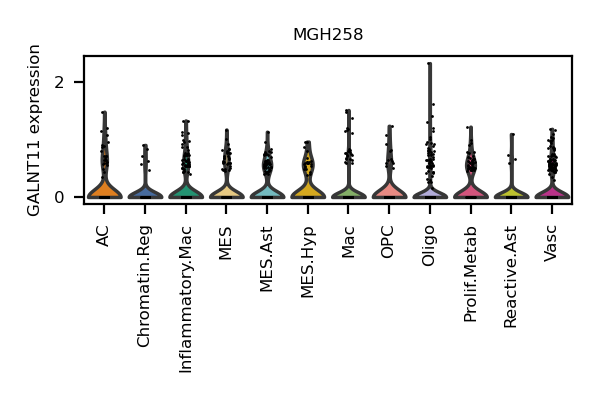 MGH258
GALNT11 expression
2
0
AC
Chromatin.Reg
Inflammatory.Mac
MES
MES.Ast
MES.Hyp
Mac
OPC
Oligo
Prolif.Metab
Reactive.Ast
Vasc